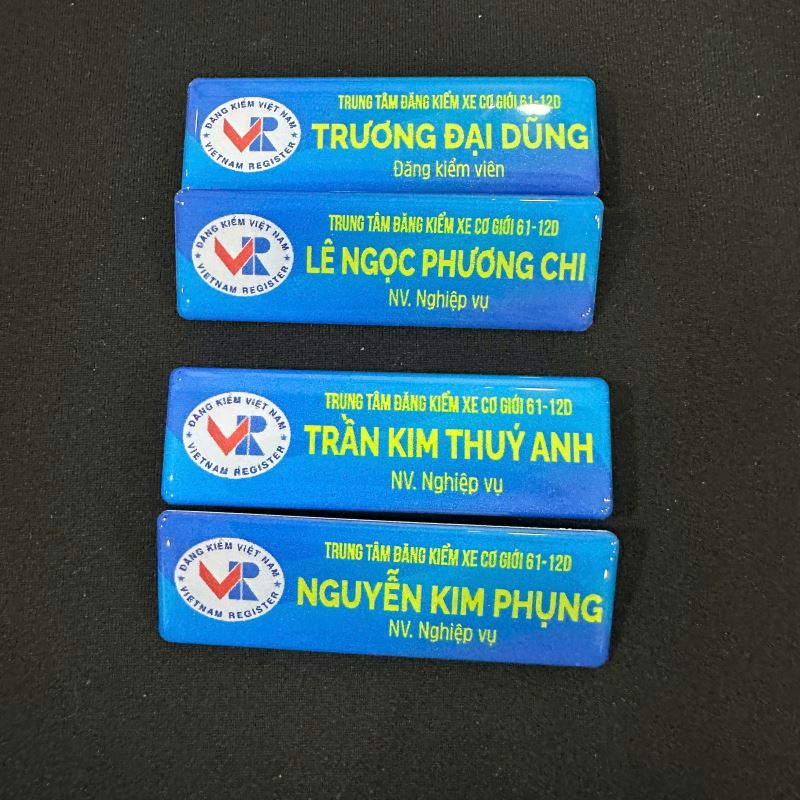 ĐĂNG KIỂM VIỆT NAM
VIETNAM REGISTER
VR
TRUNG TÂM ĐĂNG KIỂM XE CƠ GIỚI 61-12D
TRƯƠNG ĐẠI DŨNG
Đăng kiểm viên
ĐĂNG KIỂM VIỆT NAM
VIETNAM REGISTER
VR
TRUNG TÂM ĐĂNG KIỂM XE CƠ GIỚI 61-12D
LÊ NGỌC PHƯƠNG CHI
NV. Nghiệp vụ
ĐĂNG KIỂM VIỆT NAM
VIETNAM REGISTER
VR
TRUNG TÂM ĐĂNG KIỂM XE CƠ GIỚI 61-12D
TRẦN KIM THUÝ ANH
NV. Nghiệp vụ
ĐĂNG KIỂM VIỆT NAM
VIETNAM REGISTER
VR
TRUNG TÂM ĐĂNG KIỂM XE CƠ GIỚI 61-12D
NGUYỄN KIM PHỤNG
NV. Nghiệp vụ